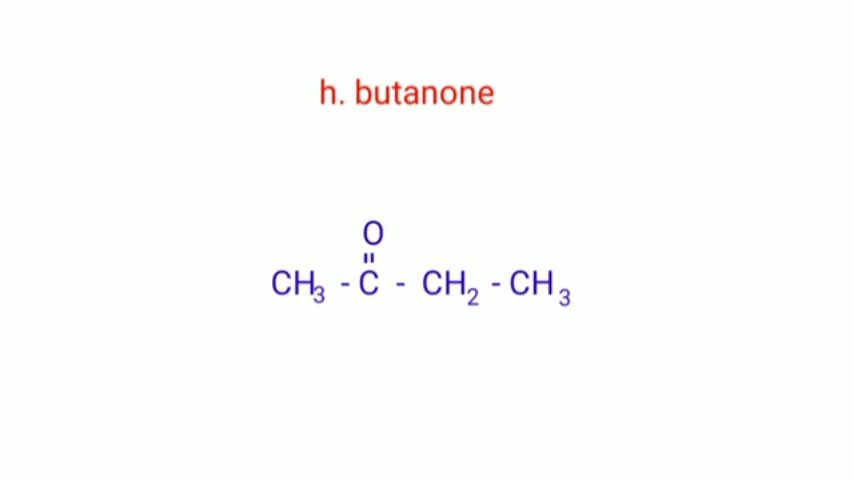 h. butanone
O
=
CH3 - C - CH2 - CH3